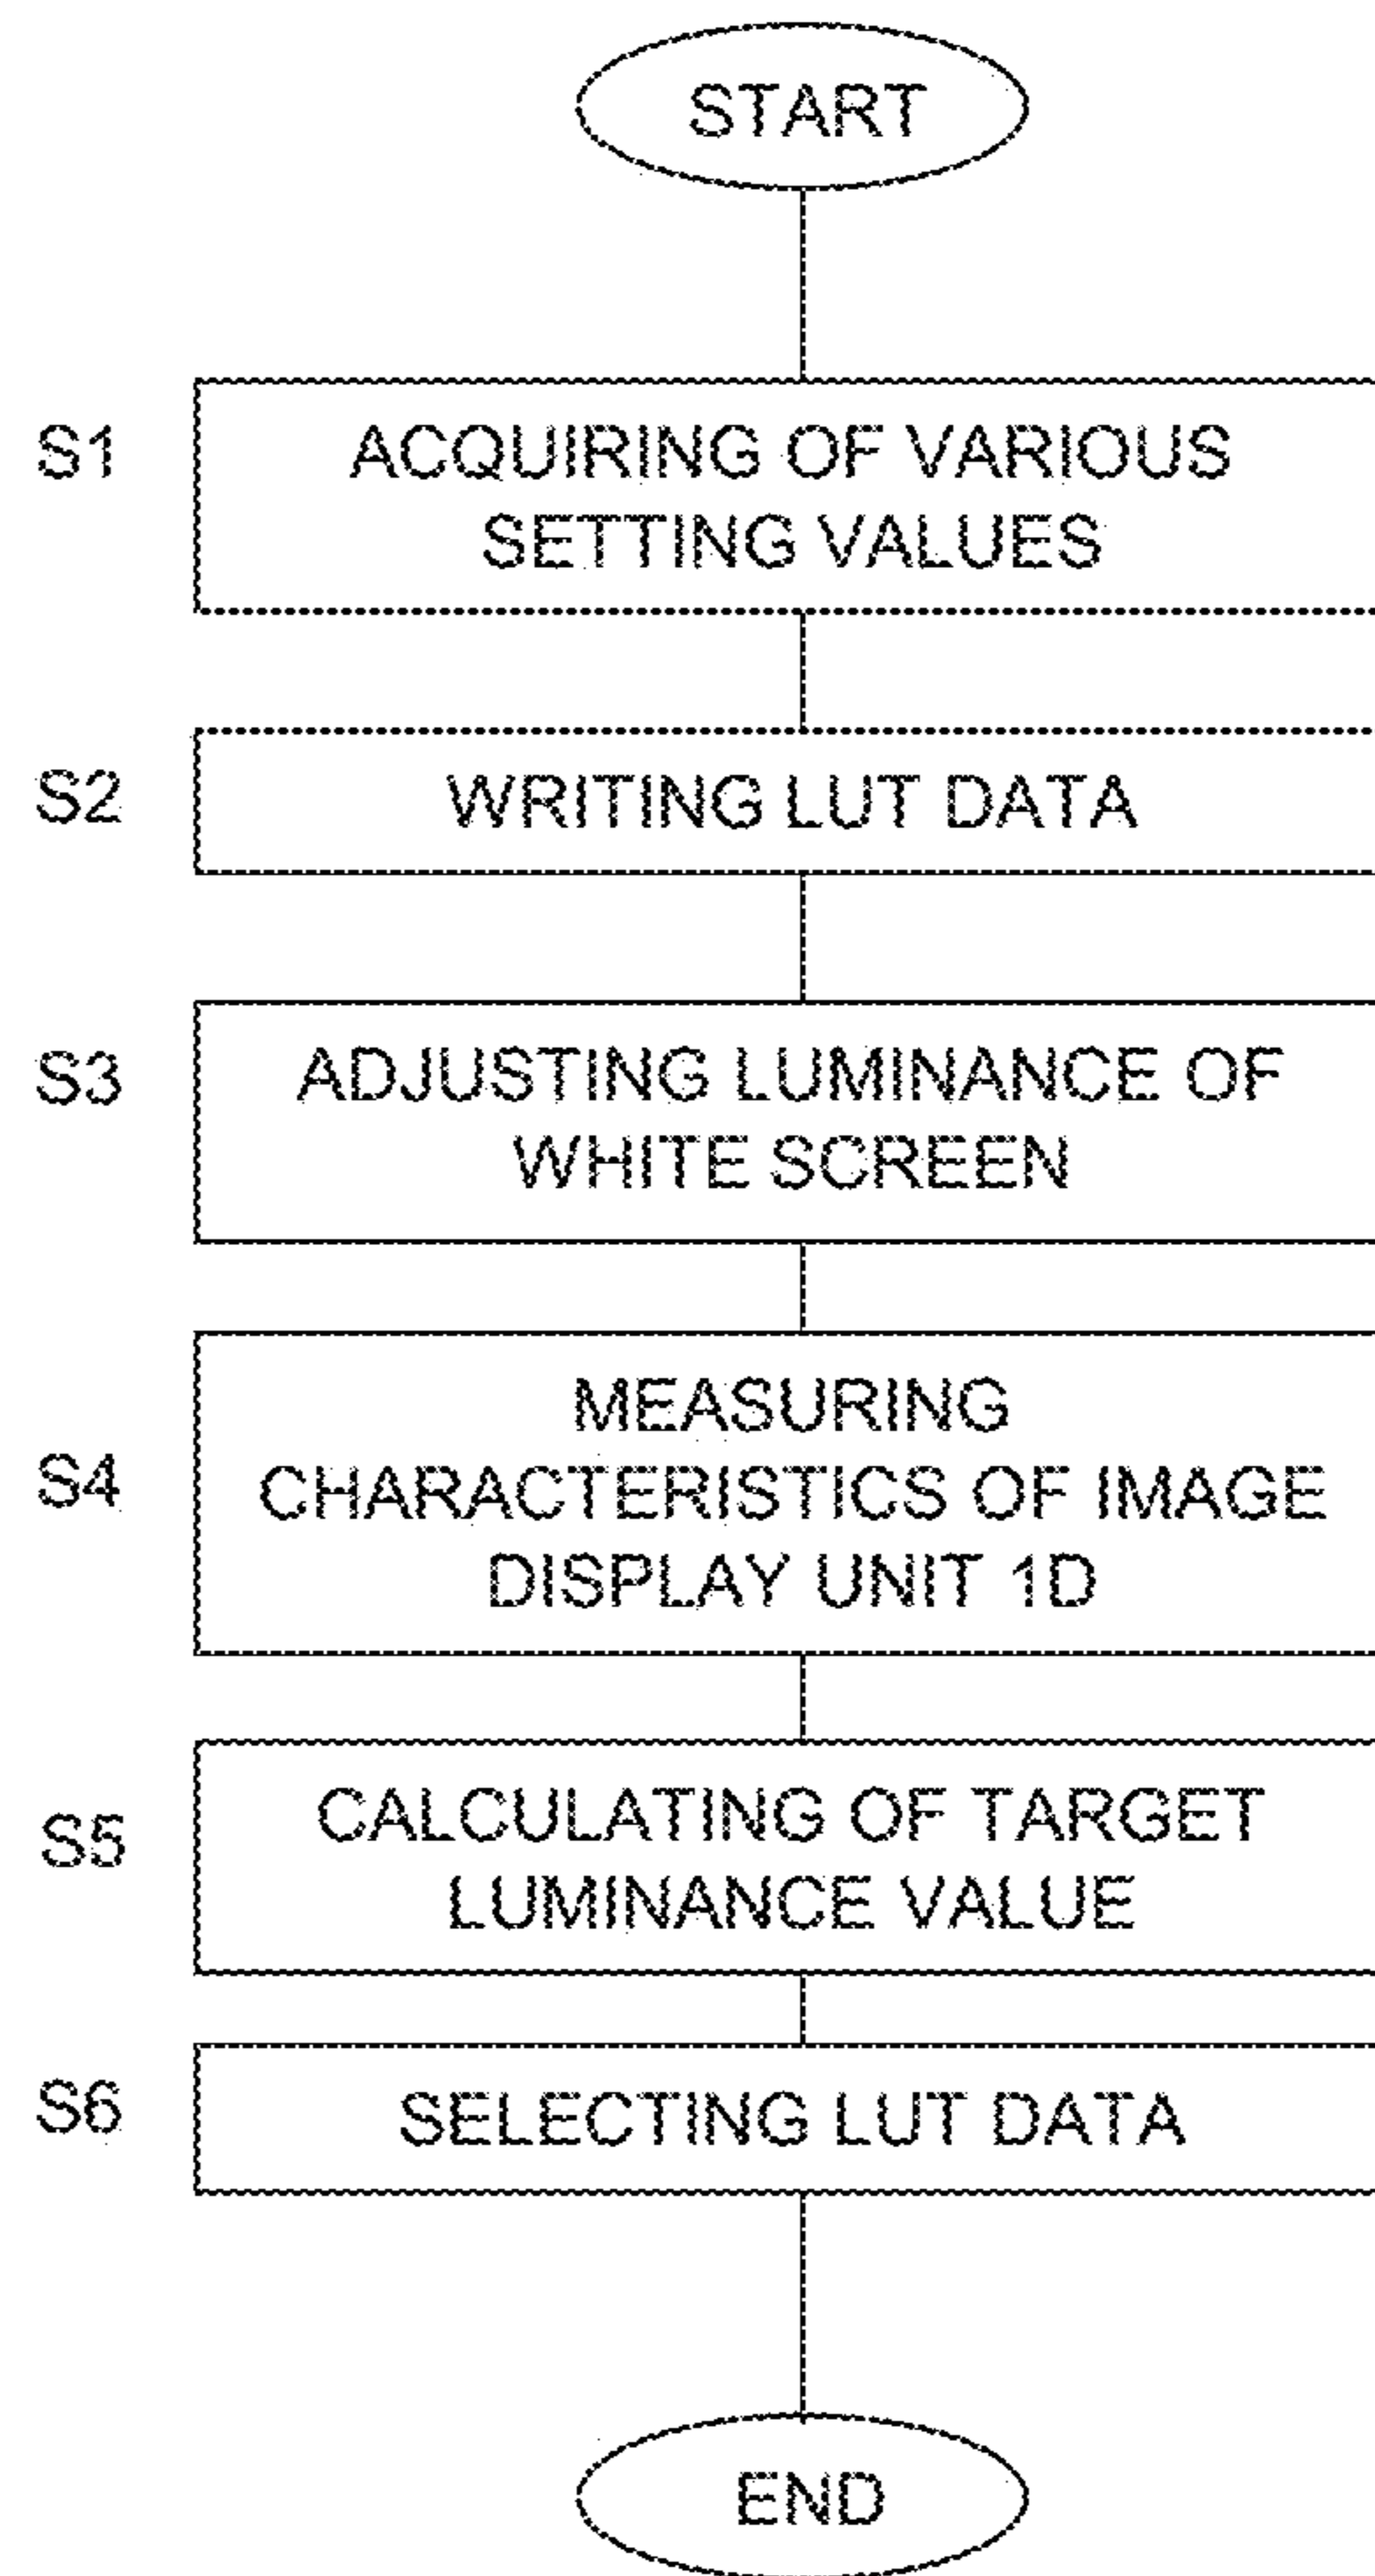 START
S1
ACQUIRING OF VARIOUS
SETTING VALUES
S2
WRITING LUT DATA
S3
ADJUSTING LUMINANCE OF
WHITE SCREEN
S4
MEASURING
CHARACTERISTICS OF IMAGE
DISPLAY UNIT 1D
S5
CALCULATING OF TARGET
LUMINANCE VALUE
S6
SELECTING LUT DATA
END